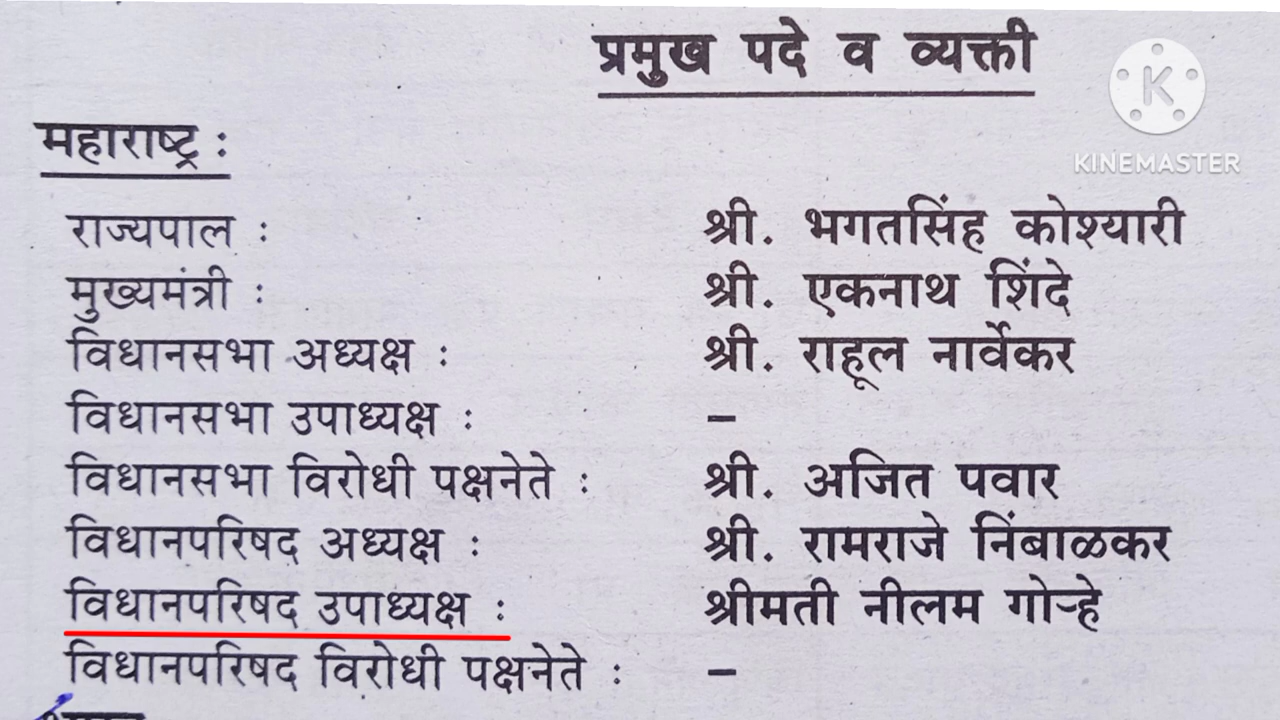 प्रमुख पदे व व्यक्ती
K
KINEMASTER
महाराष्ट्र :
राज्यपाल : श्री. भगतसिंह कोश्यारी
मुख्यमंत्री : श्री. एकनाथ शिंदे
विधानसभा अध्यक्ष : श्री. राहूल नार्वेकर
विधानसभा उपाध्यक्ष : –
विधानसभा विरोधी पक्षनेते : श्री. अजित पवार
विधानपरिषद अध्यक्ष : श्री. रामराजे निंबाळकर
विधानपरिषद उपाध्यक्ष : श्रीमती नीलम गोऱ्हे
विधानपरिषद विरोधी पक्षनेते : –